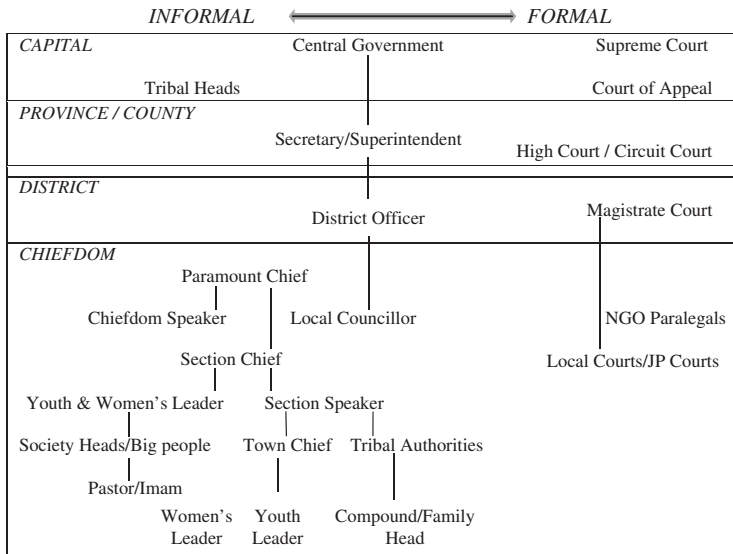 INFORMAL FORMAL
CAPITAL Central Government Supreme Court
Tribal Heads Court of Appeal
PROVINCE / COUNTY
Secretary/Superintendent
High Court / Circuit Court
DISTRICT
District Officer Magistrate Court
CHIEFDOM
Paramount Chief
Chiefdom Speaker Local Councillor NGO Paralegals
Section Chief Local Courts/JP Courts
Youth & Women's Leader Section Speaker
Society Heads/Big people Town Chief Tribal Authorities
Pastor/Imam
Women's Youth Compound/Family
Leader Leader Head